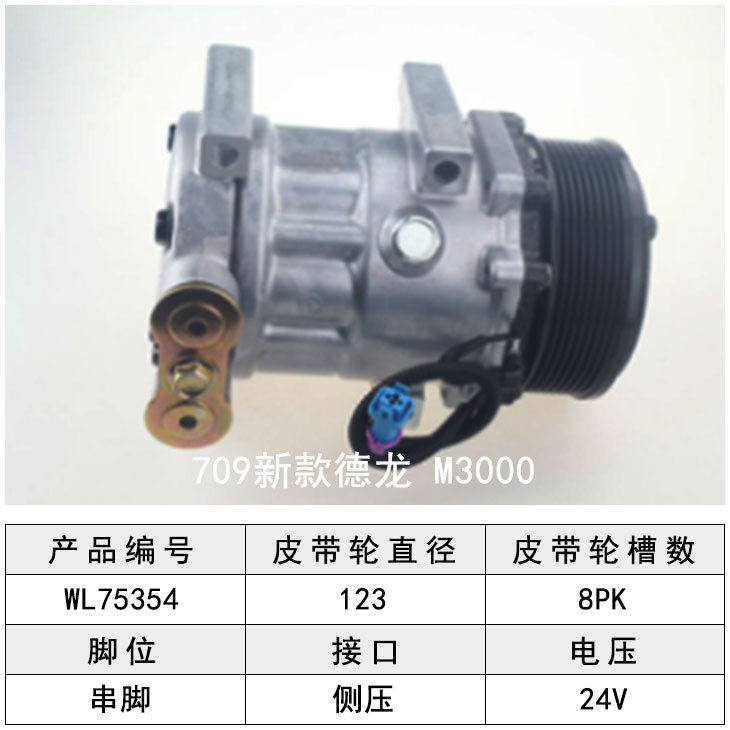 709新款德龙 M3000
产品编号 皮带轮直径 皮带轮槽数
WL75354 123 8PK
脚位 接口 电压
串脚 侧压 24V